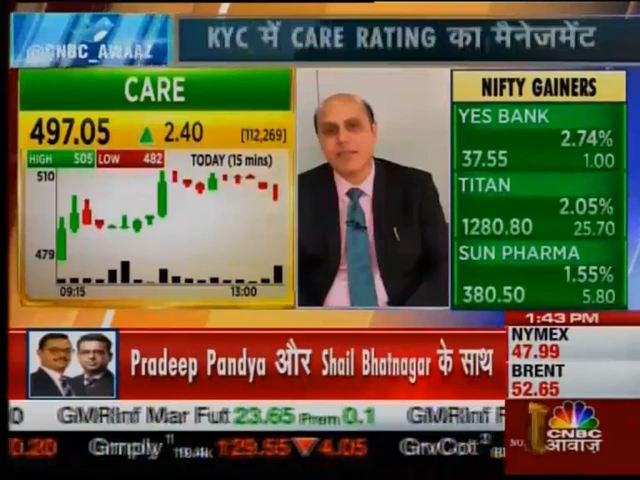 @CNBC_AWAAZ
KYC में CARE RATING का मैनेजमेंट
CARE
497.05 ▲ 2.40 [112,269]
HIGH 505 LOW 482 TODAY (15 mins)
510
479
09:15 13:00
NIFTY GAINERS
YES BANK
2.74%
37.55 1.00
TITAN
2.05%
1280.80 25.70
SUN PHARMA
1.55%
380.50 5.80
1:43 PM
NYMEX
47.99
BRENT
52.65
Pradeep Pandya और Shail Bhatnagar के साथ
0 GMRInf Mar Fut 23.65 Prem 0.1 GMRInf F
0.20 129.55 ▼ 4.05
NO. 1 CNBC
आवाज़